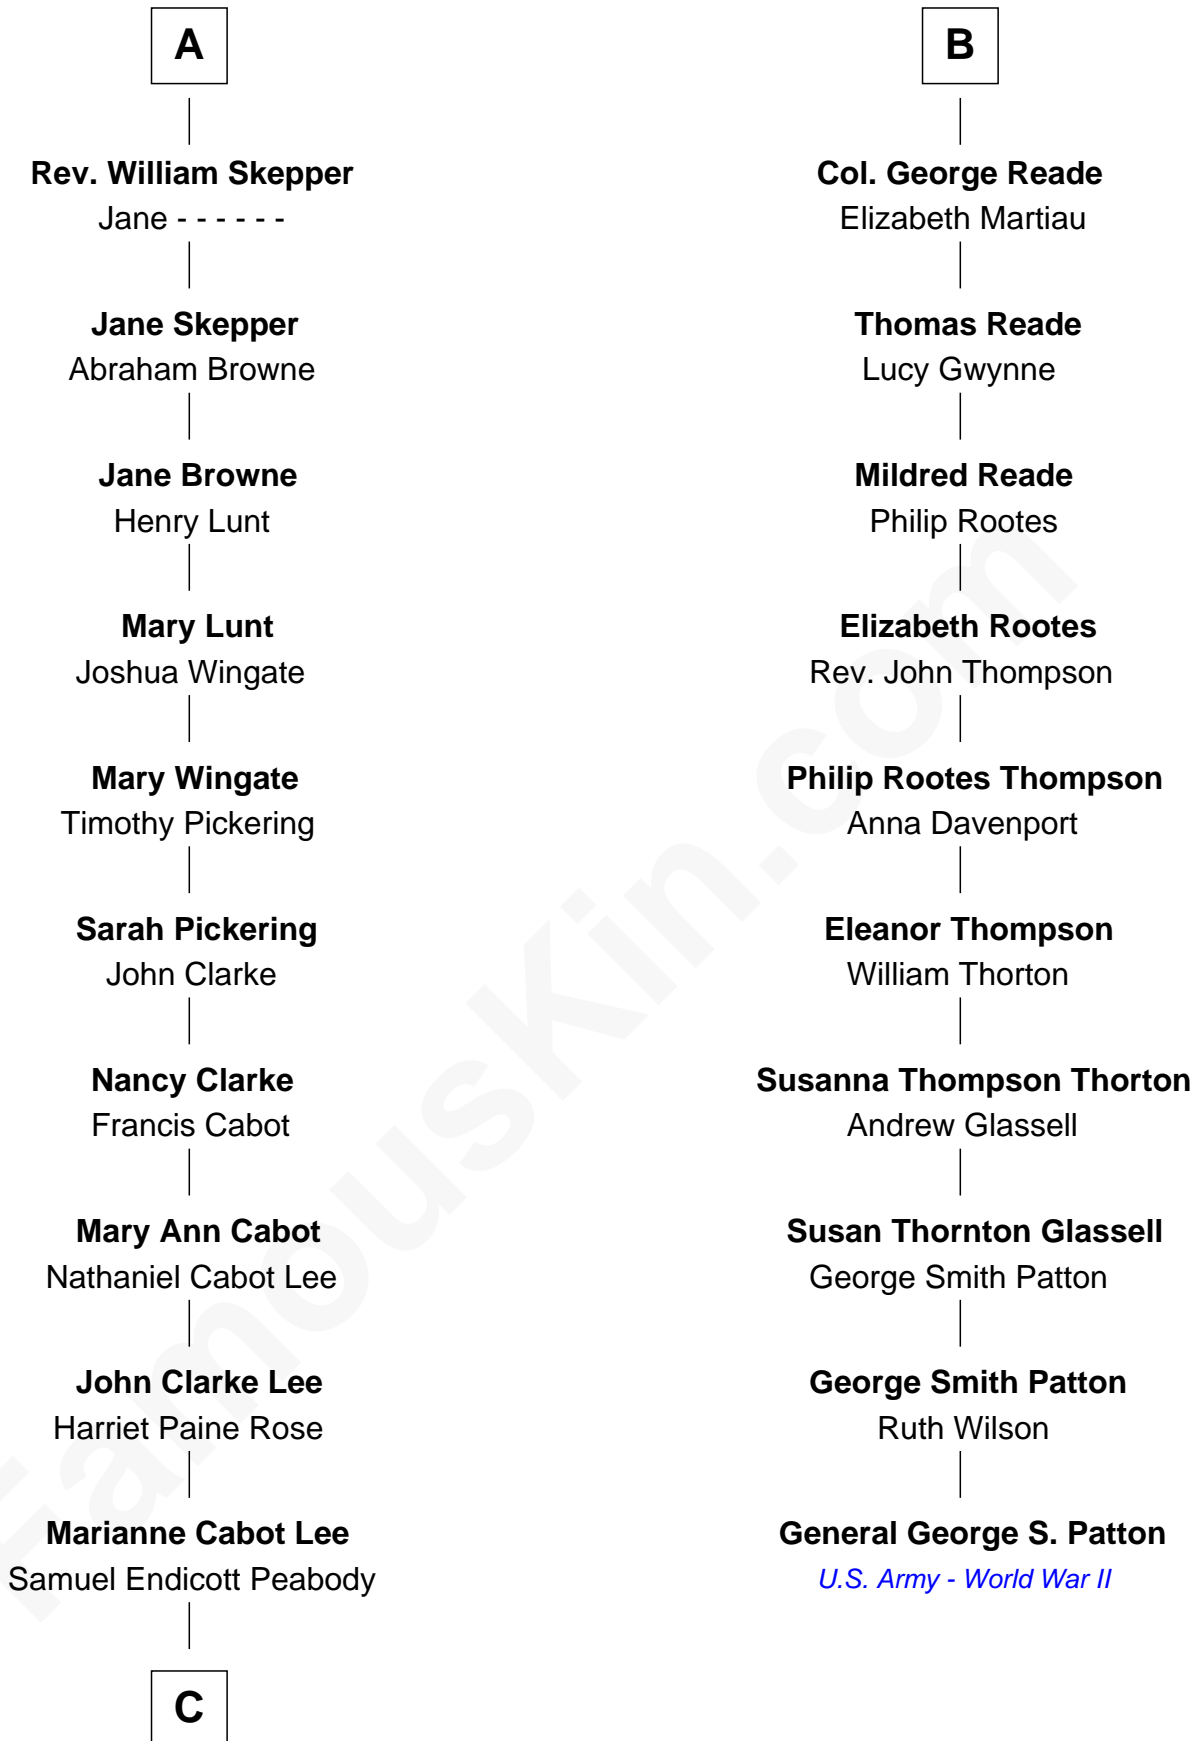 A
Rev. William Skepper
Jane - - - - - -
Jane Skepper
Abraham Browne
Jane Browne
Henry Lunt
Mary Lunt
Joshua Wingate
Mary Wingate
Timothy Pickering
Sarah Pickering
John Clarke
Nancy Clarke
Francis Cabot
Mary Ann Cabot
Nathaniel Cabot Lee
John Clarke Lee
Harriet Paine Rose
Marianne Cabot Lee
Samuel Endicott Peabody
C
B
Col. George Reade
Elizabeth Martiau
Thomas Reade
Lucy Gwynne
Mildred Reade
Philip Rootes
Elizabeth Rootes
Rev. John Thompson
Philip Rootes Thompson
Anna Davenport
Eleanor Thompson
William Thorton
Susanna Thompson Thorton
Andrew Glassell
Susan Thornton Glassell
George Smith Patton
George Smith Patton
Ruth Wilson
General George S. Patton
U.S. Army - World War II
FamousKin.com